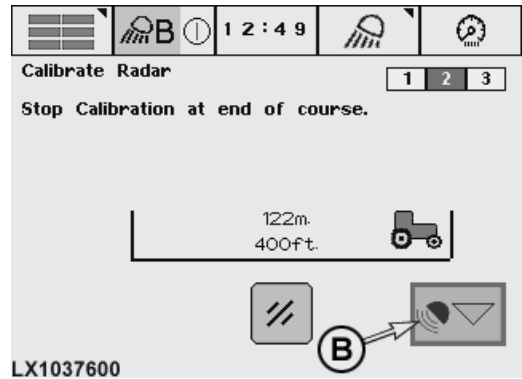 B 12:49
Calibrate Radar
1 2 3
Stop Calibration at end of course.
122m.
400ft.
B
LX1037600